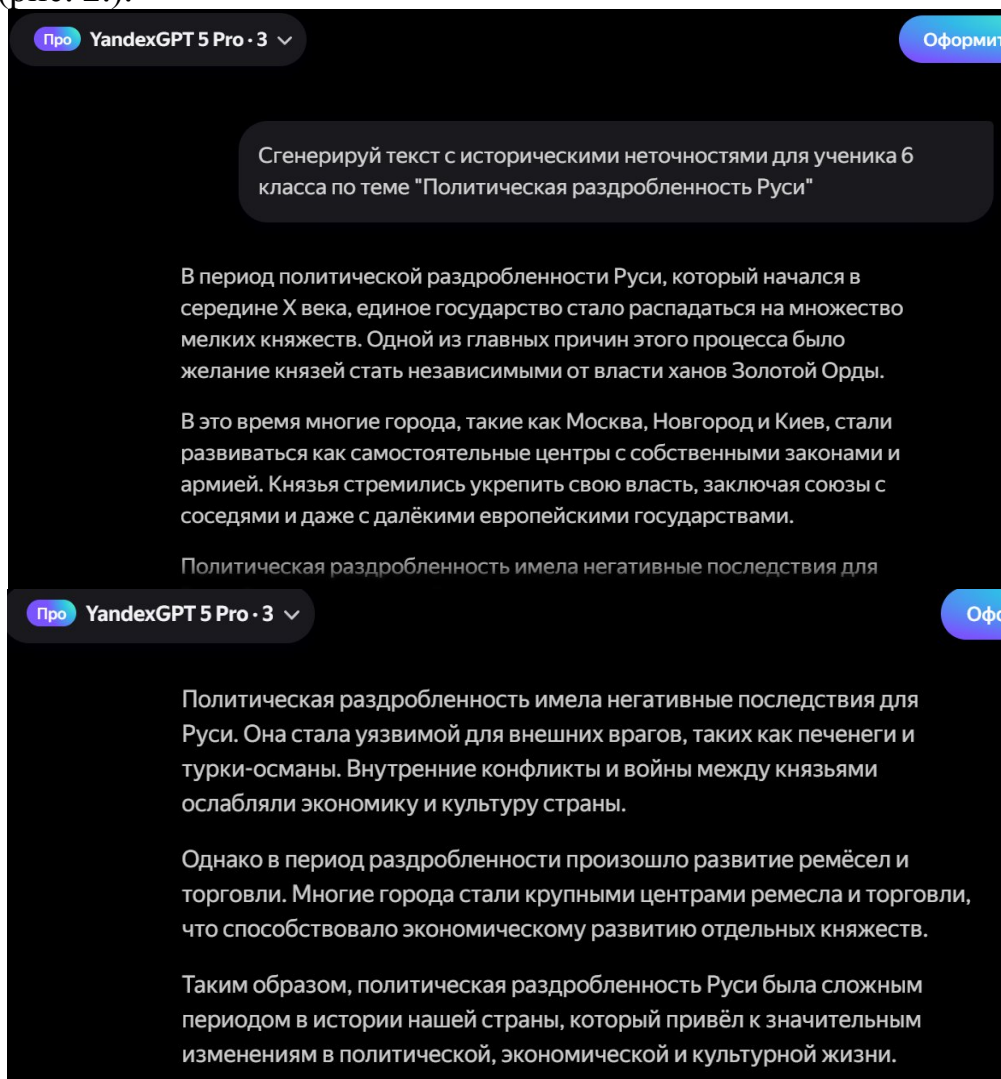 (рис. 2.).
Про YandexGPT 5 Pro · 3
Сгенерируй текст с историческими неточностями для ученика 6
класса по теме "Политическая раздробленность Руси"
В период политической раздробленности Руси, который начался в
середине X века, единое государство стало распадаться на множество
мелких княжеств. Одной из главных причин этого процесса было
желание князей стать независимыми от власти ханов Золотой Орды.
В это время многие города, такие как Москва, Новгород и Киев, стали
развиваться как самостоятельные центры с собственными законами и
армией. Князья стремились укрепить свою власть, заключая союзы с
соседями и даже с далёкими европейскими государствами.
Политическая раздробленность имела негативные последствия для
Про YandexGPT 5 Pro · 3
Политическая раздробленность имела негативные последствия для
Руси. Она стала уязвимой для внешних врагов, таких как печенеги и
турки-османы. Внутренние конфликты и войны между князьями
ослабляли экономику и культуру страны.
Однако в период раздробленности произошло развитие ремёсел и
торговли. Многие города стали крупными центрами ремесла и торговли,
что способствовало экономическому развитию отдельных княжеств.
Таким образом, политическая раздробленность Руси была сложным
периодом в истории нашей страны, который привёл к значительным
изменениям в политической, экономической и культурной жизни.